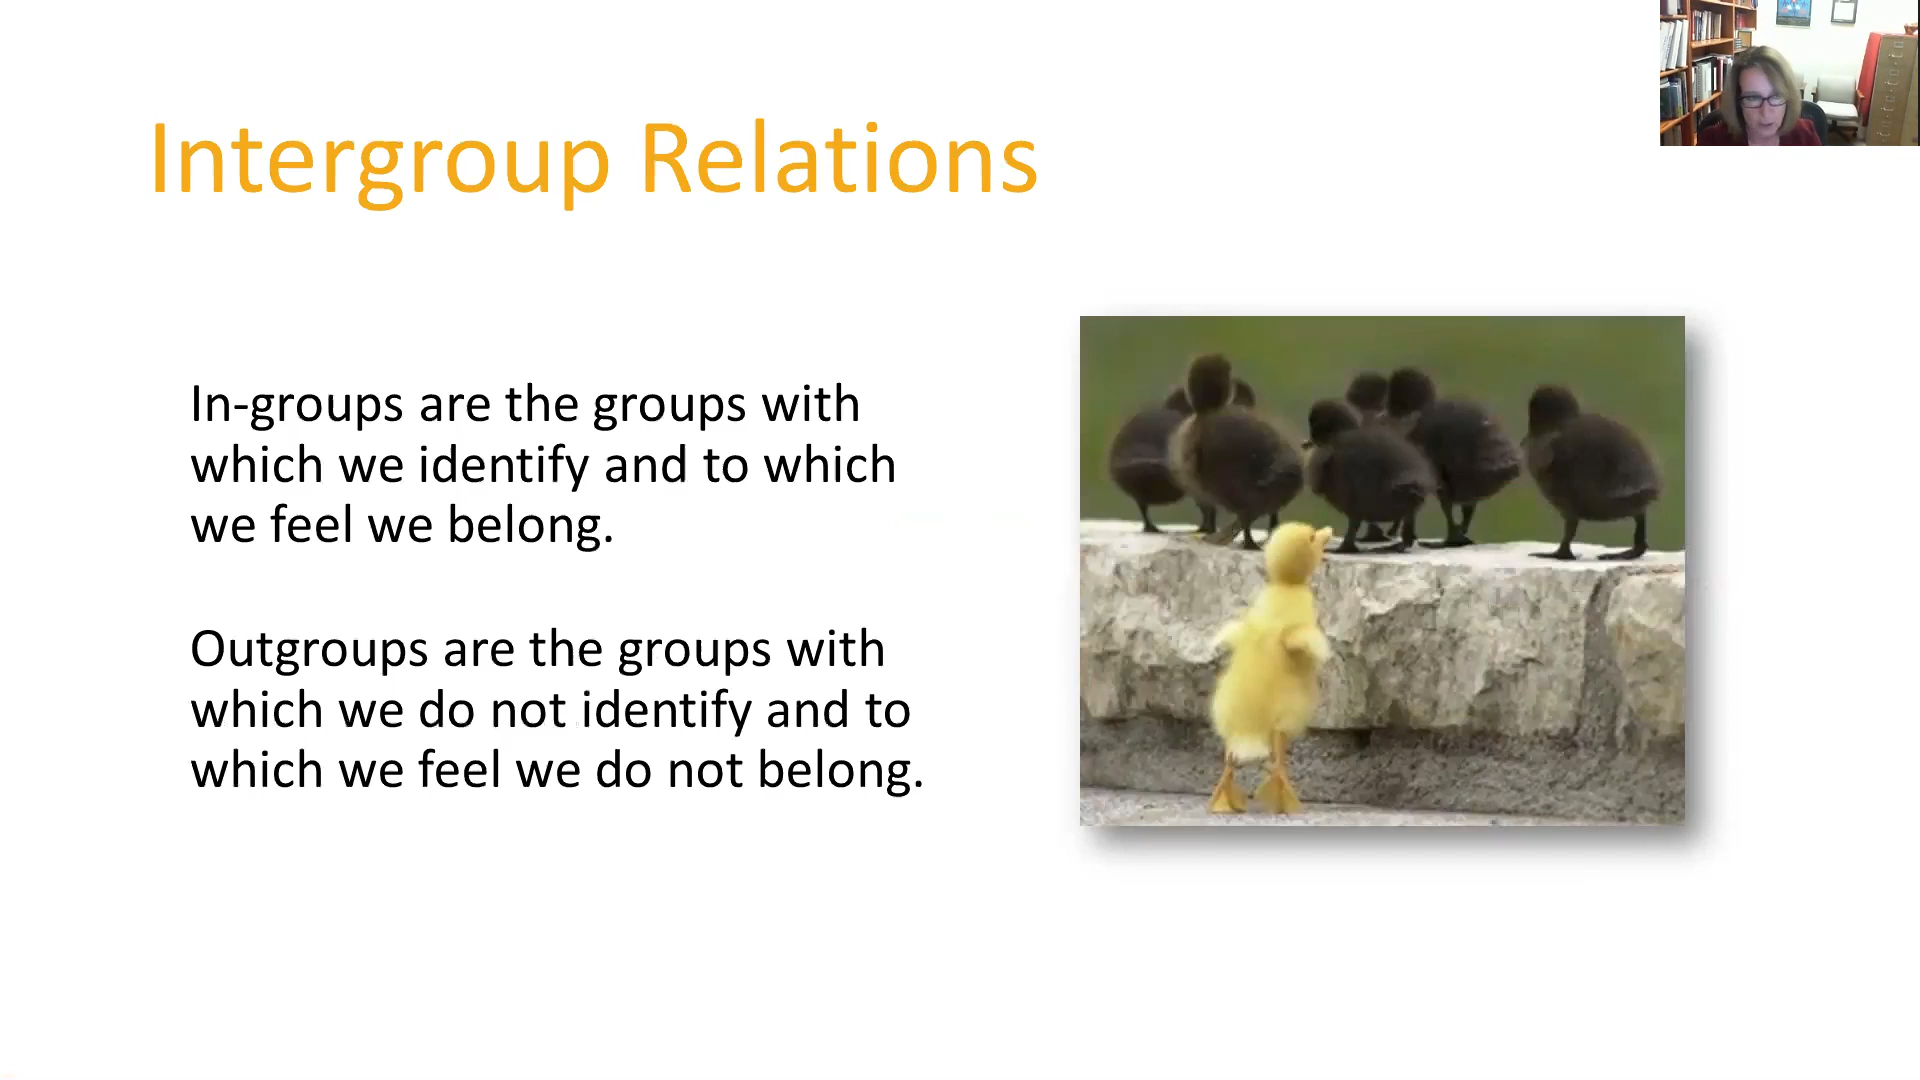 Intergroup Relations
In-groups are the groups with
which we identify and to which
we feel we belong.
Outgroups are the groups with
which we do not identify and to
which we feel we do not belong.